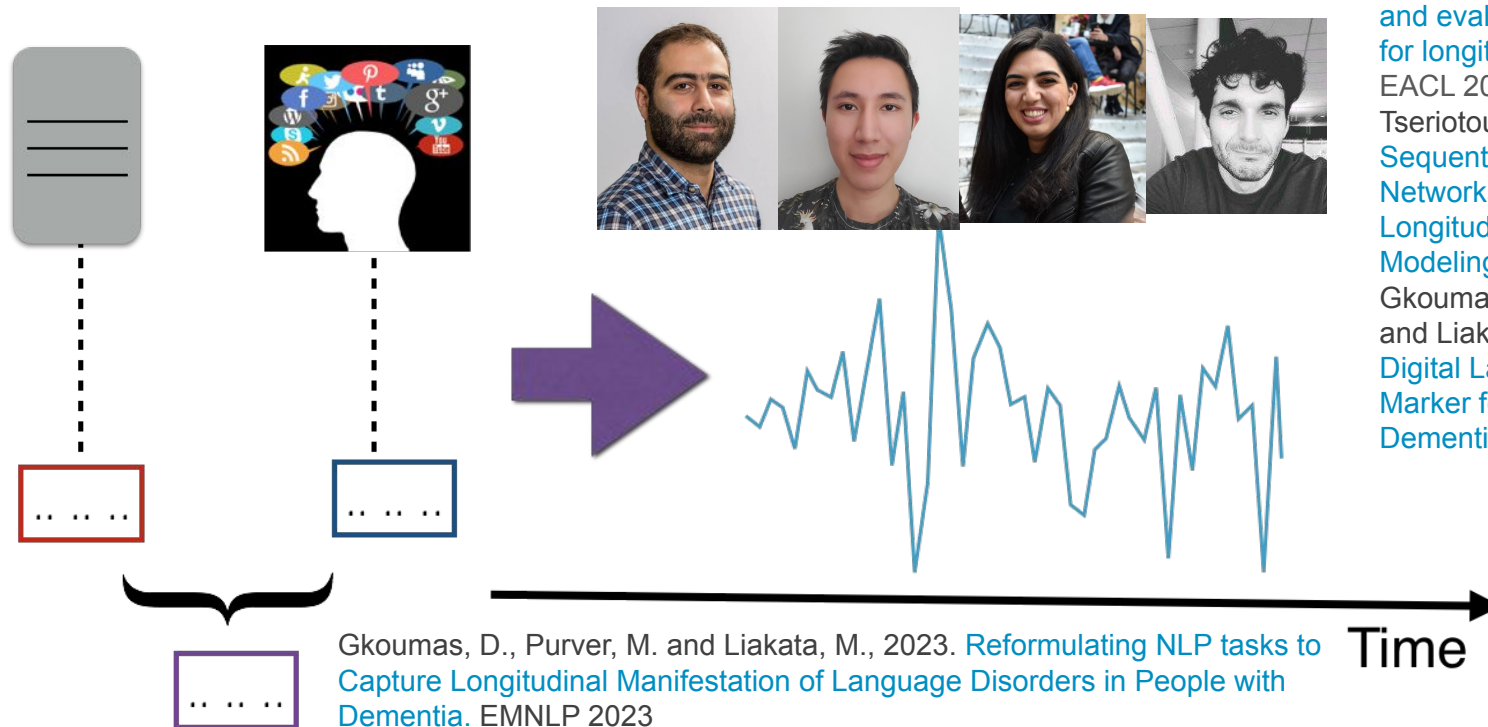 and eval
for longit
EACL 20
Tseriotou
Sequent
Network
Longitud
Modeling
Gkouma
and Liak
Digital La
Marker f
Dementi
P
t
f
g+
W
S
V
You
Tube
.. .. ..
.. .. ..
.. .. ..
Time
Gkoumas, D., Purver, M. and Liakata, M., 2023. Reformulating NLP tasks to
Capture Longitudinal Manifestation of Language Disorders in People with
Dementia. EMNLP 2023